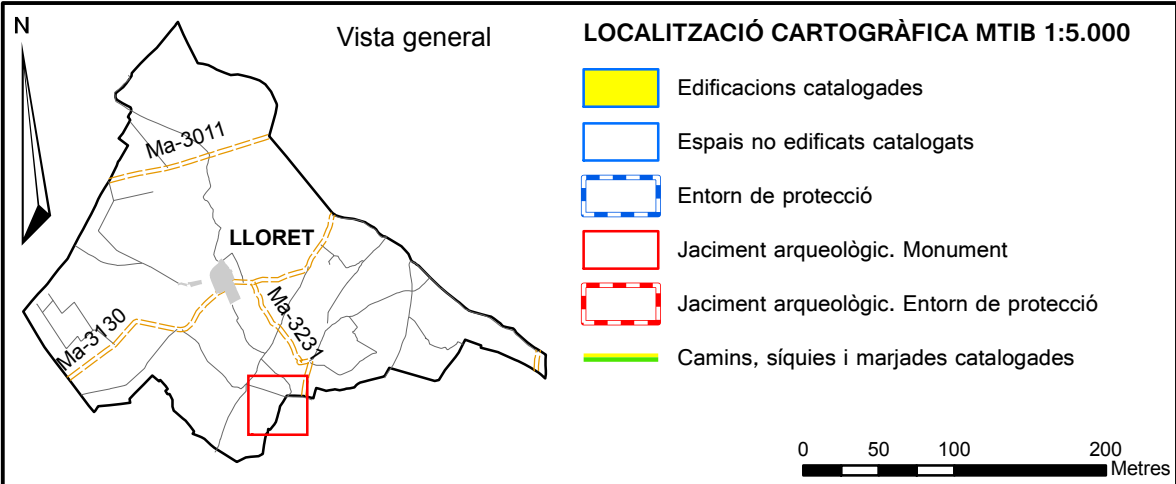 N
Vista general
Ma-3011
LLORET
Ma-3231
Ma-3130
LOCALITZACIÓ CARTOGRÀFICA MTIB 1:5.000
Edificacions catalogades
Espais no edificats catalogats
Entorn de protecció
Jaciment arqueològic. Monument
Jaciment arqueològic. Entorn de protecció
Camins, síquies i marjades catalogades
0 50 100 200
Metres